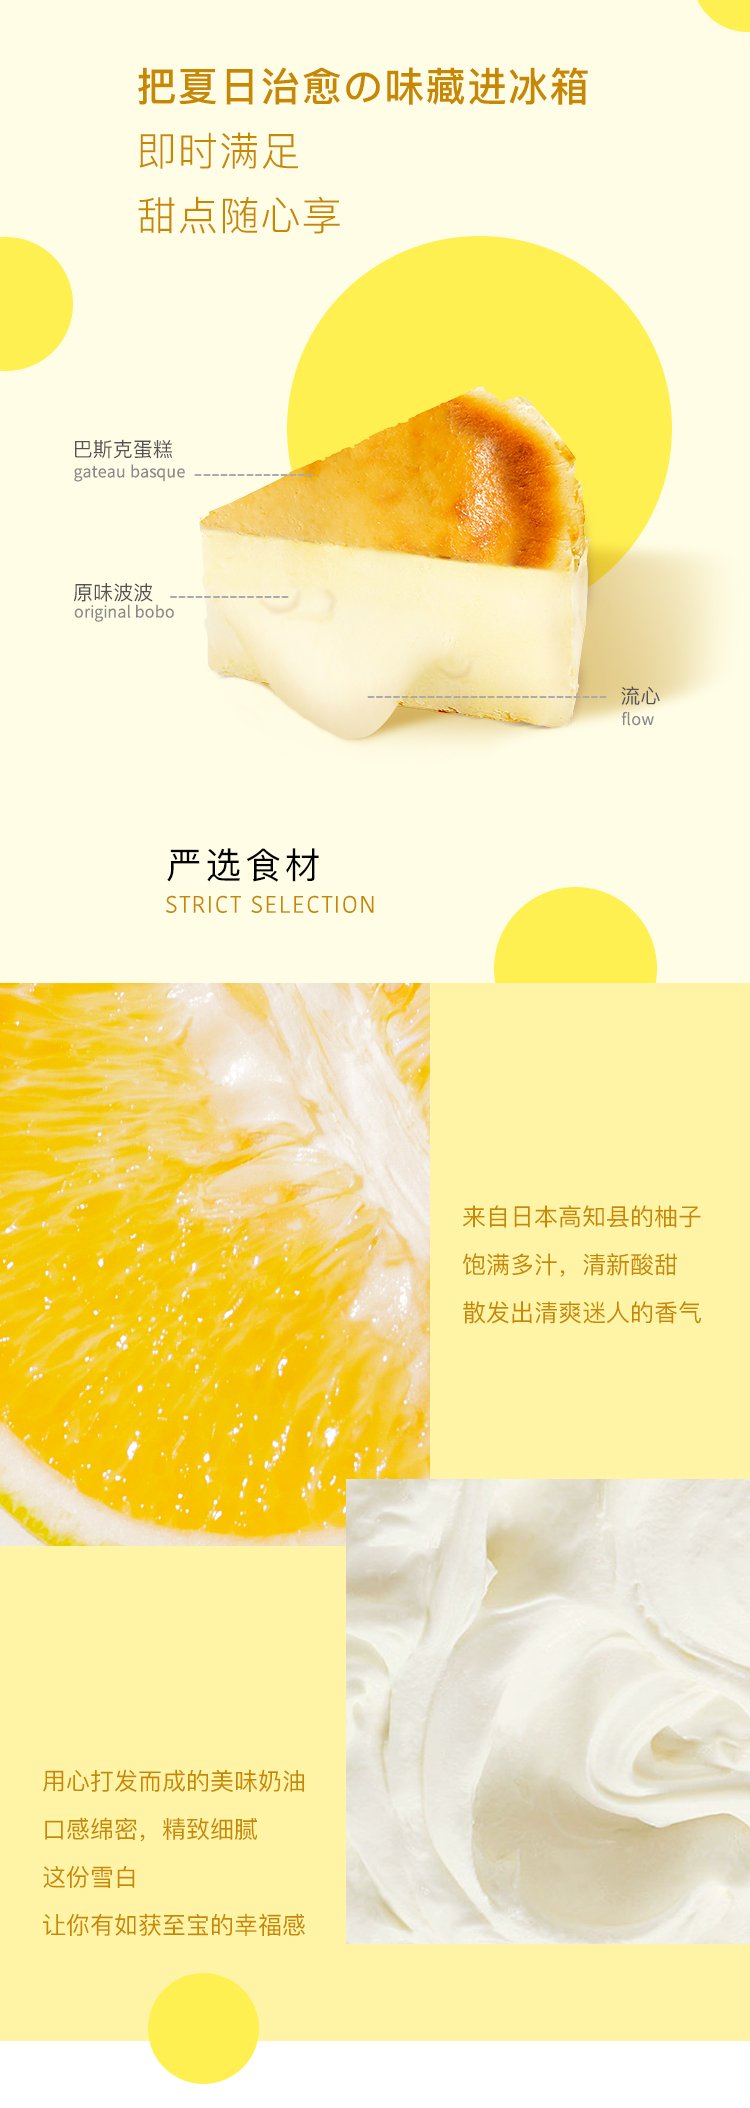 把夏日治愈の味藏进冰箱
即时满足
甜点随心享
巴斯克蛋糕
gateau basque
原味波波
original bobo
流心
flow
严选食材
STRICT SELECTION
来自日本高知县的柚子
饱满多汁，清新酸甜
散发出清爽迷人的香气
用心打发而成的美味奶油
口感绵密，精致细腻
这份雪白
让你有如获至宝的幸福感